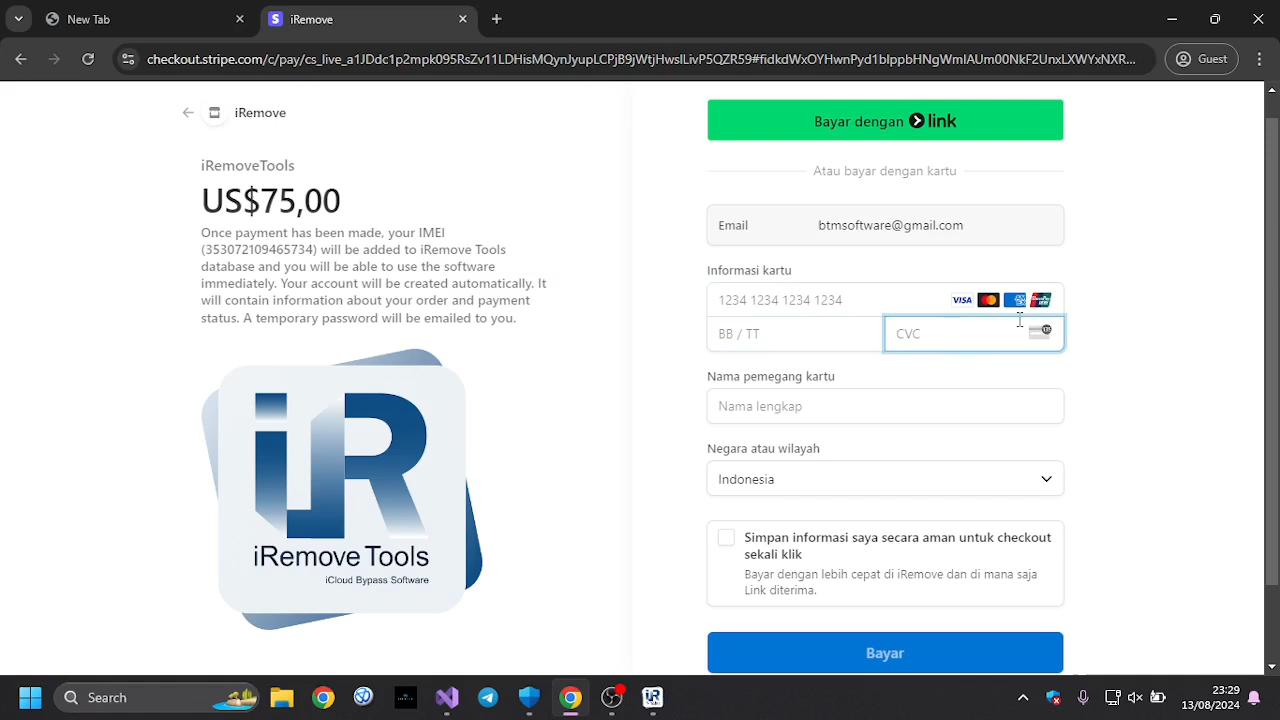 New Tab
iRemove
checkout.stripe.com/c/pay/
Guest
iRemove
iRemoveTools
US$75,00
Once payment has been made, your IMEI
(353072109465734) will be added to iRemove Tools
database and you will be able to use the software
immediately. Your account will be created automatically. It
will contain information about your order and payment
status. A temporary password will be emailed to you.
iR
iRemove Tools
iCloud Bypass Software
Bayar dengan link
Atau bayar dengan kartu
Email btmsoftware@gmail.com
Informasi kartu
1234 1234 1234 1234 VISA
BB / TT CVC
Nama pemegang kartu
Nama lengkap
Negara atau wilayah
Indonesia
Simpan informasi saya secara aman untuk checkout
sekali klik
Bayar dengan lebih cepat di iRemove dan di mana saja
Link diterima.
Bayar
Search
23:29
13/08/2024